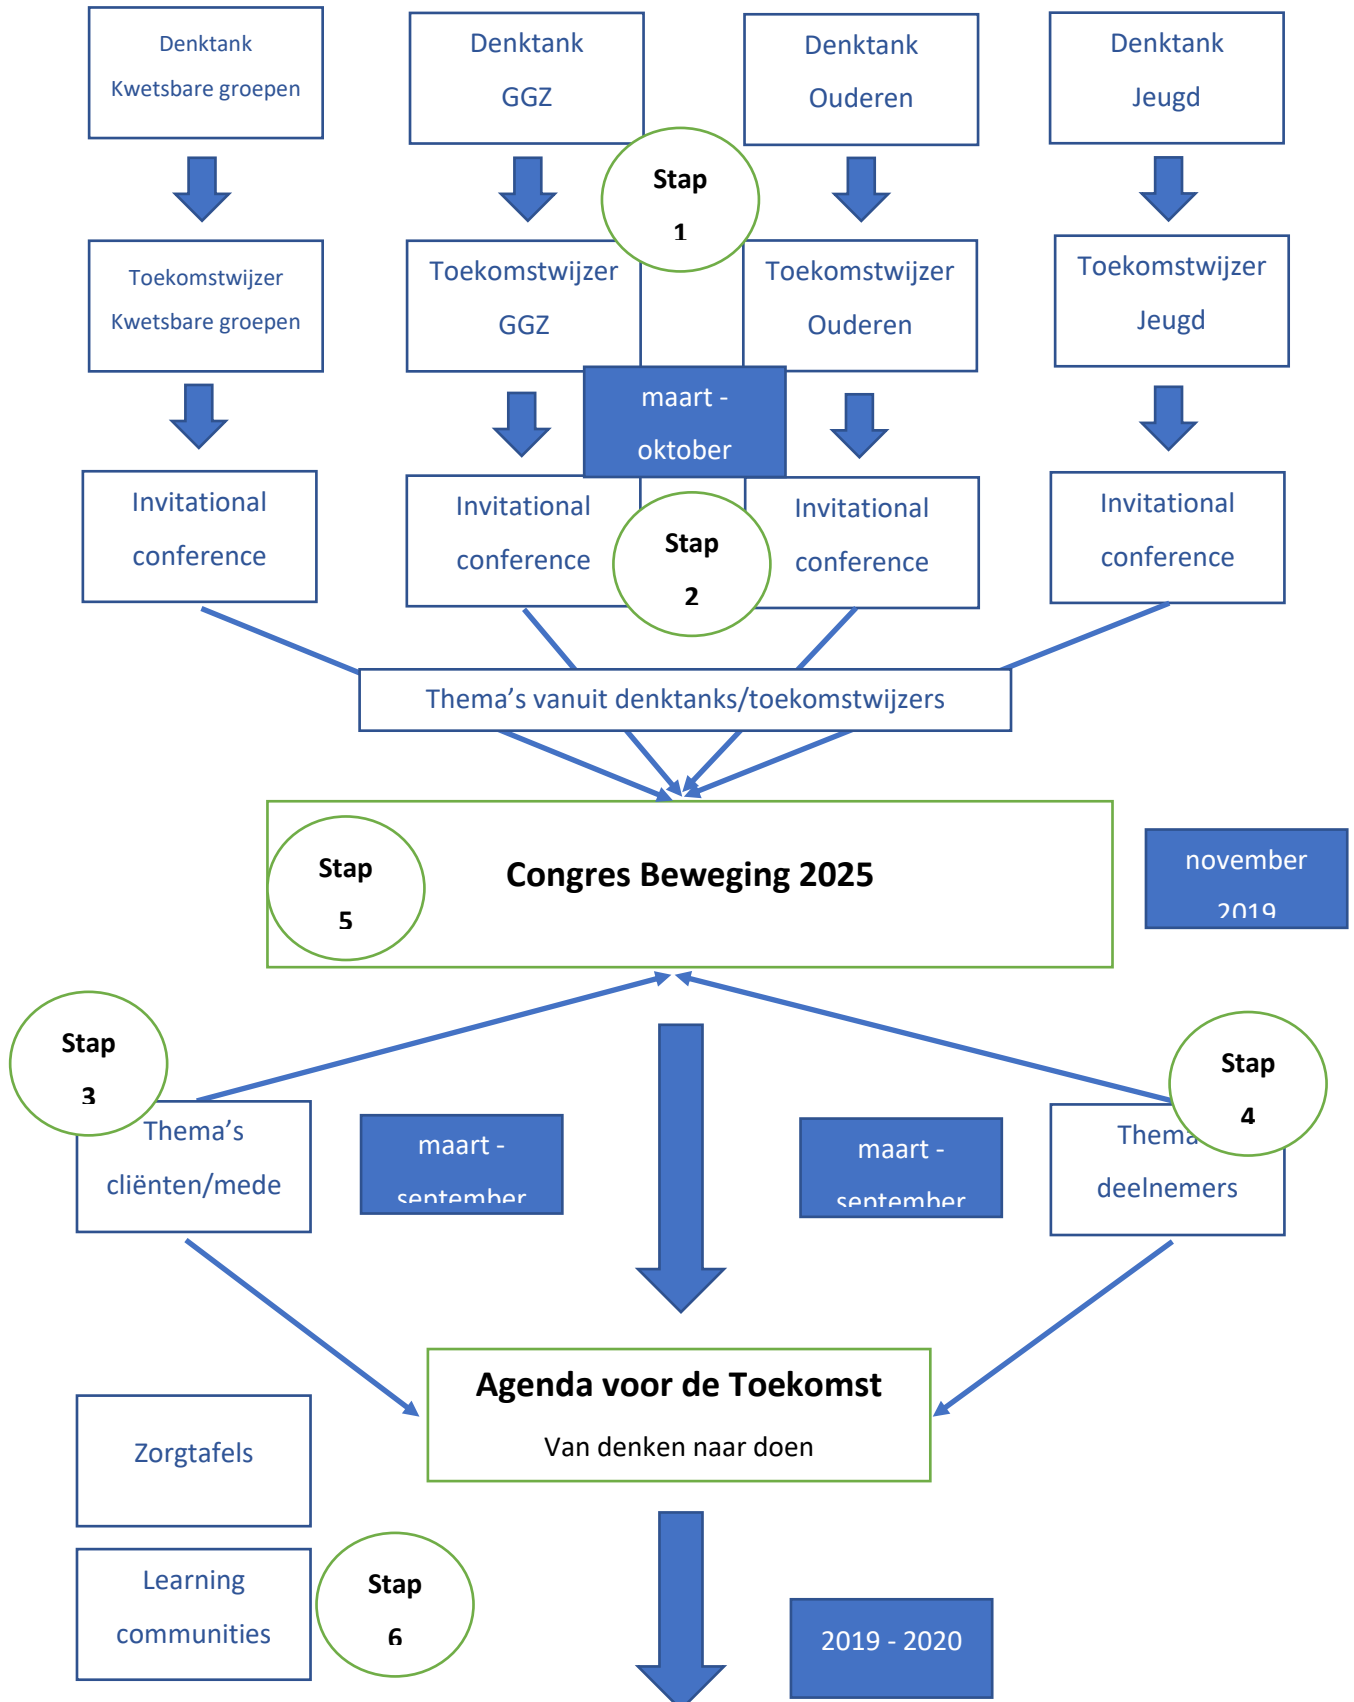 Denktank
Kwetsbare groepen
Denktank
GGZ
Denktank
Ouderen
Denktank
Jeugd
Stap
1
Toekomstwijzer
Kwetsbare groepen
Toekomstwijzer
GGZ
Toekomstwijzer
Ouderen
Toekomstwijzer
Jeugd
maart -
oktober
Invitational
conference
Invitational
conference
Stap
2
Invitational
conference
Invitational
conference
Thema's vanuit denktanks/toekomstwijzers
Stap
5
Congres Beweging 2025
november
2019
Stap
3
Thema's
cliënten/mede
maart -
september
maart -
september
Stap
4
Thema
deelnemers
Agenda voor de Toekomst
Van denken naar doen
Zorgtafels
Learning
communities
Stap
6
2019 - 2020